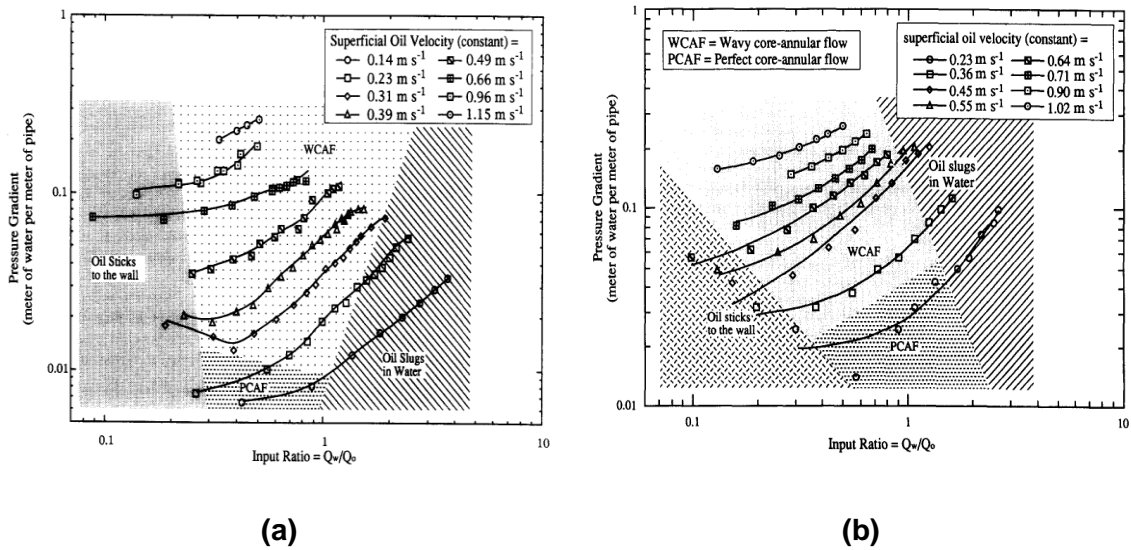 Superficial Oil Velocity (constant) =
0.14 m s⁻¹ 0.49 m s⁻¹
0.23 m s⁻¹ 0.66 m s⁻¹
0.31 m s⁻¹ 0.96 m s⁻¹
0.39 m s⁻¹ 1.15 m s⁻¹
1
0.1
0.01
Pressure Gradient
(meter of water per meter of pipe)
WCAF
Oil Sticks
to the wall
PCAF
Oil Slugs
in Water
0.1 1 10
Input Ratio = Qw/Qo
(a)
WCAF = Wavy core-annular flow
PCAF = Perfect core-annular flow
superficial oil velocity (constant) =
0.23 m s⁻¹ 0.64 m s⁻¹
0.36 m s⁻¹ 0.71 m s⁻¹
0.45 m s⁻¹ 0.90 m s⁻¹
0.55 m s⁻¹ 1.02 m s⁻¹
1
0.1
0.01
Pressure Gradient
(meter of water per meter of pipe)
Oil slugs
in Water
WCAF
Oil sticks
to the wall
PCAF
0.1 1 10
Input Ratio = Qw/Qo
(b)